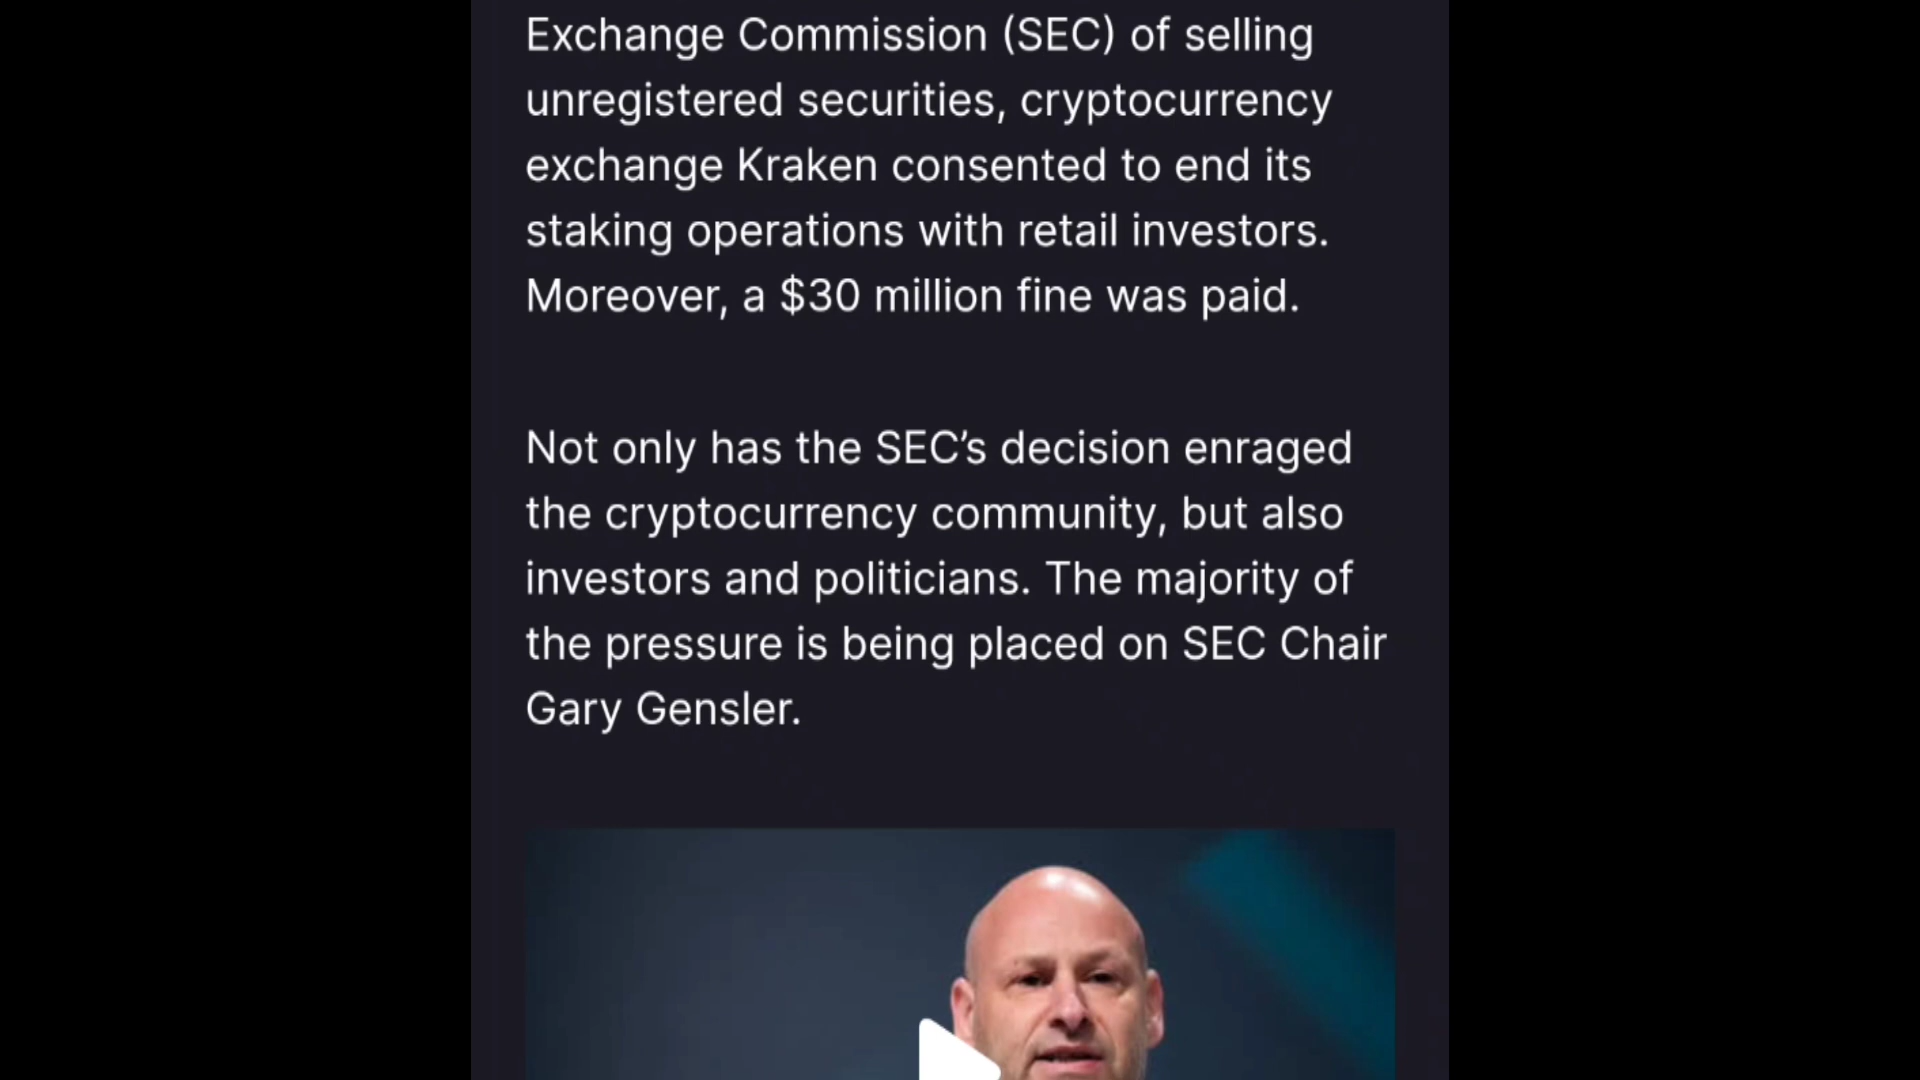 Exchange Commission (SEC) of selling
unregistered securities, cryptocurrency
exchange Kraken consented to end its
staking operations with retail investors.
Moreover, a $30 million fine was paid.
Not only has the SEC’s decision enraged
the cryptocurrency community, but also
investors and politicians. The majority of
the pressure is being placed on SEC Chair
Gary Gensler.